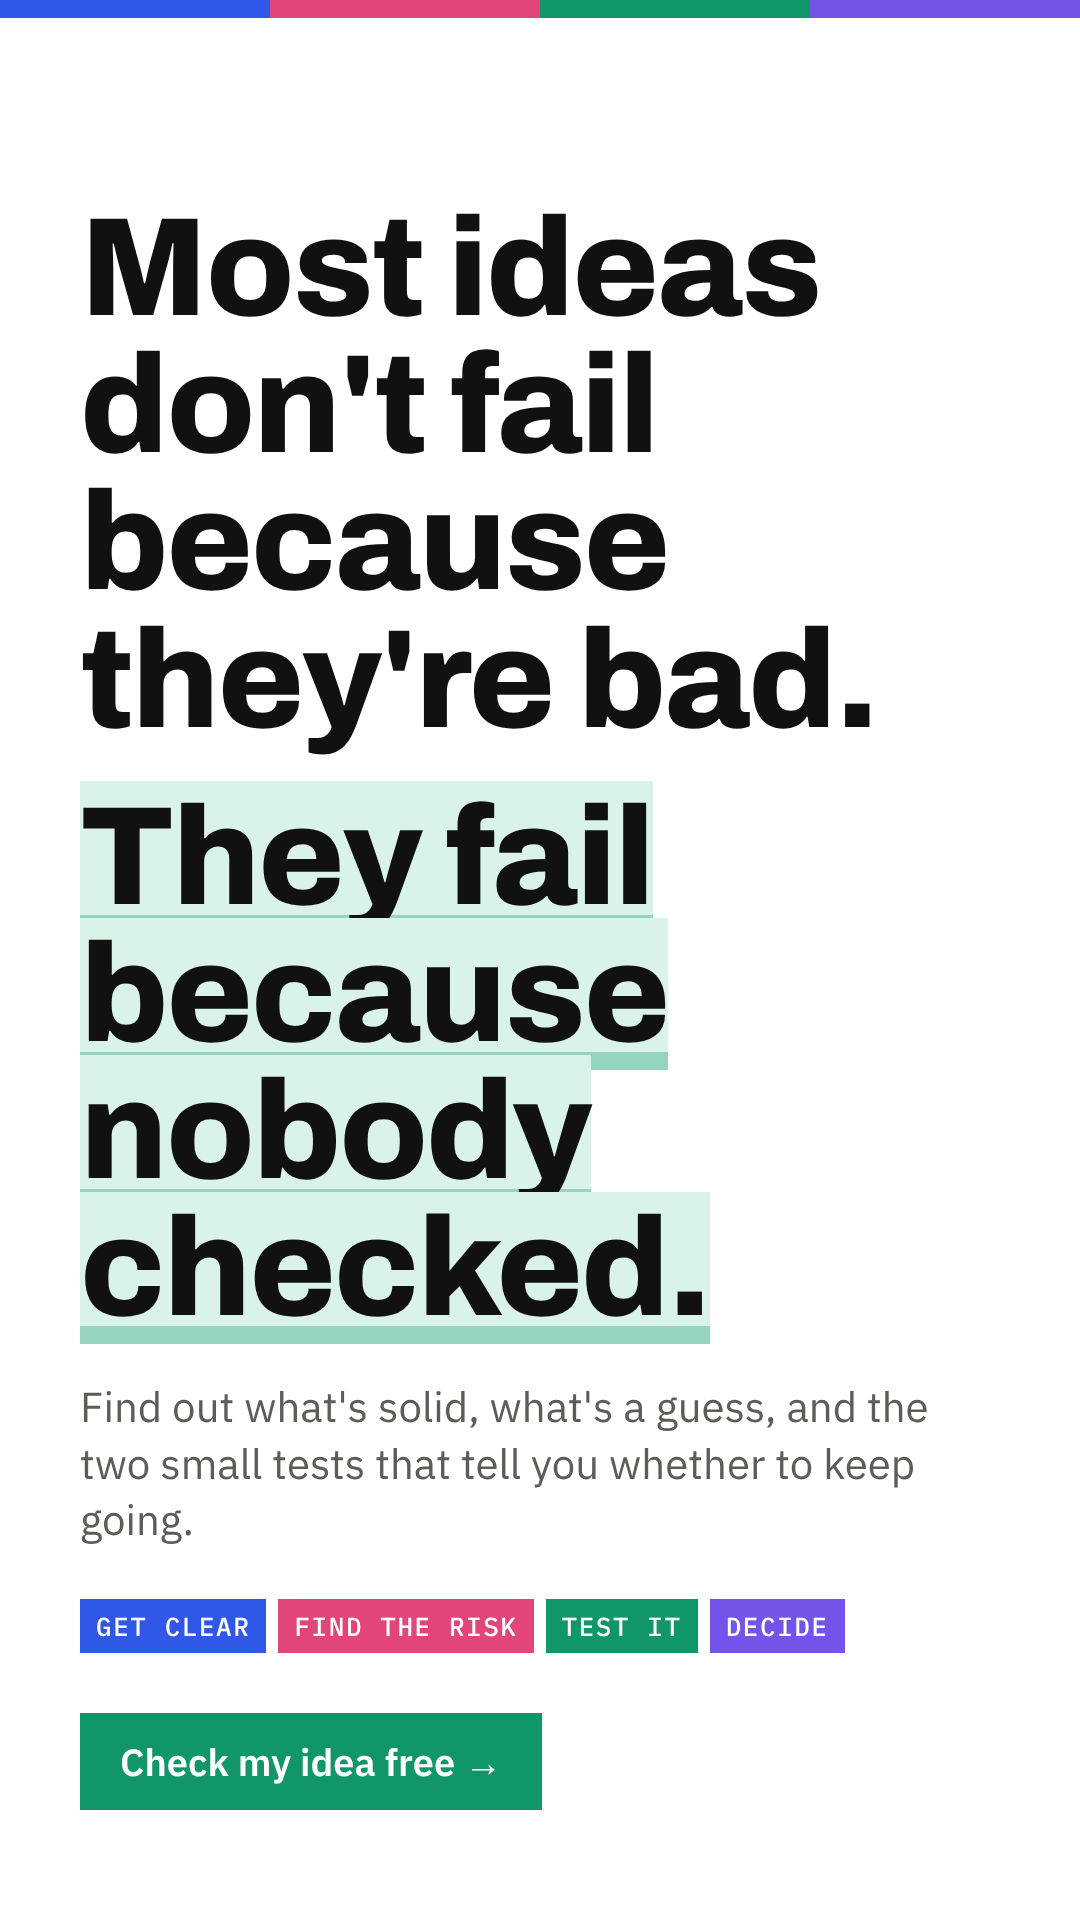 Most ideas
don't fail
because
they're bad.
They fail
because
nobody
checked.
Find out what's solid, what's a guess, and the
two small tests that tell you whether to keep
going.
GET CLEAR FIND THE RISK TEST IT DECIDE
Check my idea free →